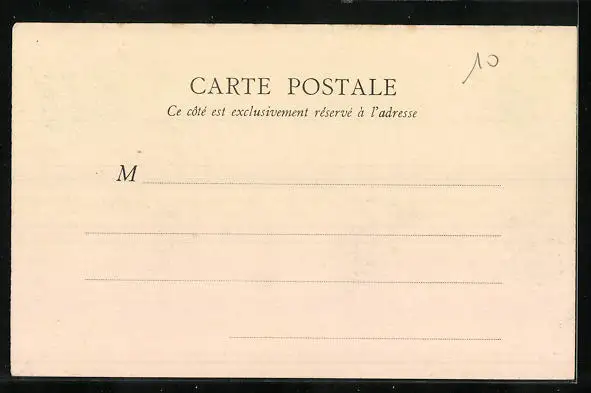 10
CARTE POSTALE
Ce côté est exclusivement réservé à l'adresse
M